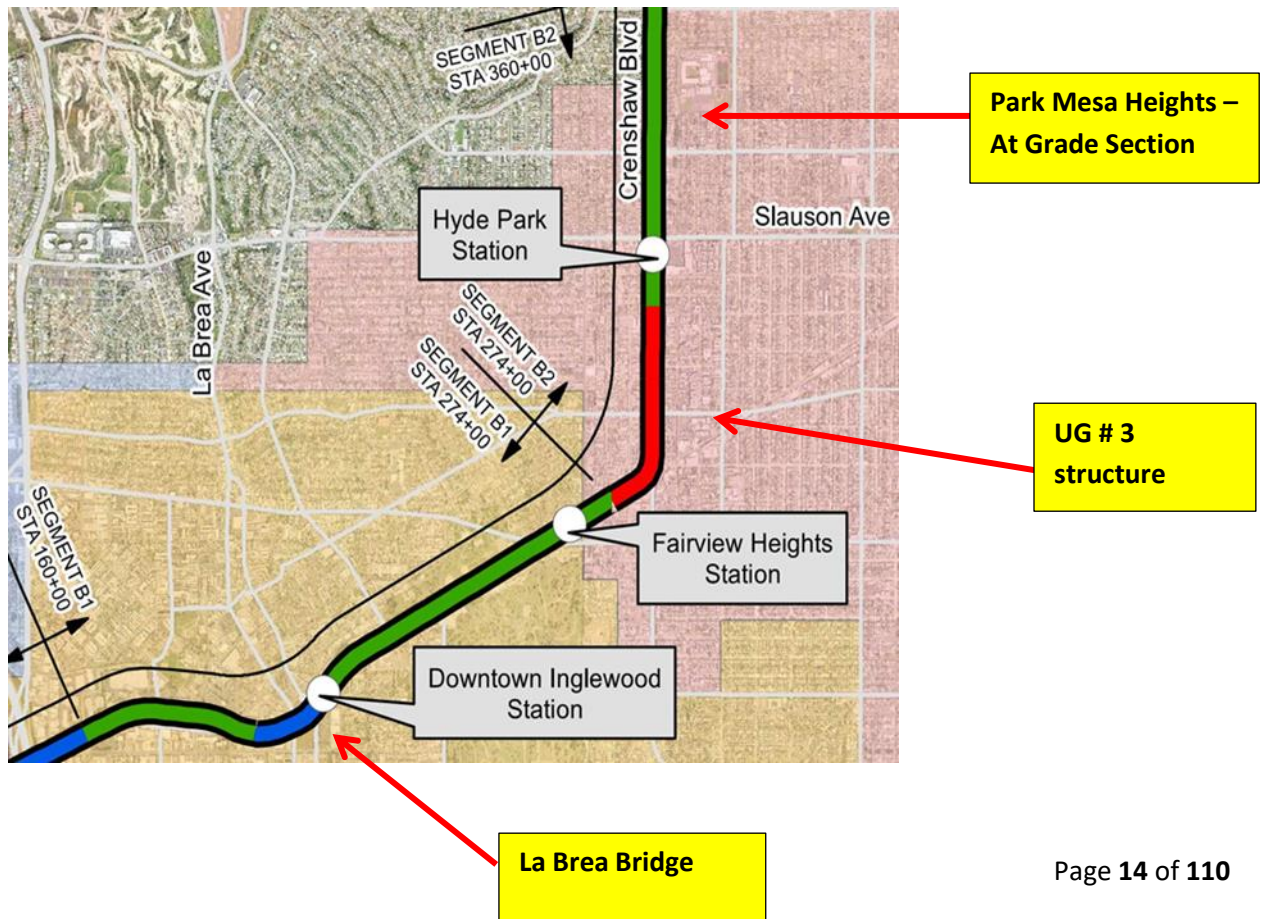 SEGMENT B2
STA 360+00
Crenshaw Blvd
Park Mesa Heights –
At Grade Section
Hyde Park
Station
Slauson Ave
La Brea Ave
SEGMENT B2
STA 274+00
SEGMENT B1
STA 274+00
UG # 3
structure
SEGMENT B1
STA 160+00
Fairview Heights
Station
Downtown Inglewood
Station
La Brea Bridge
Page 14 of 110